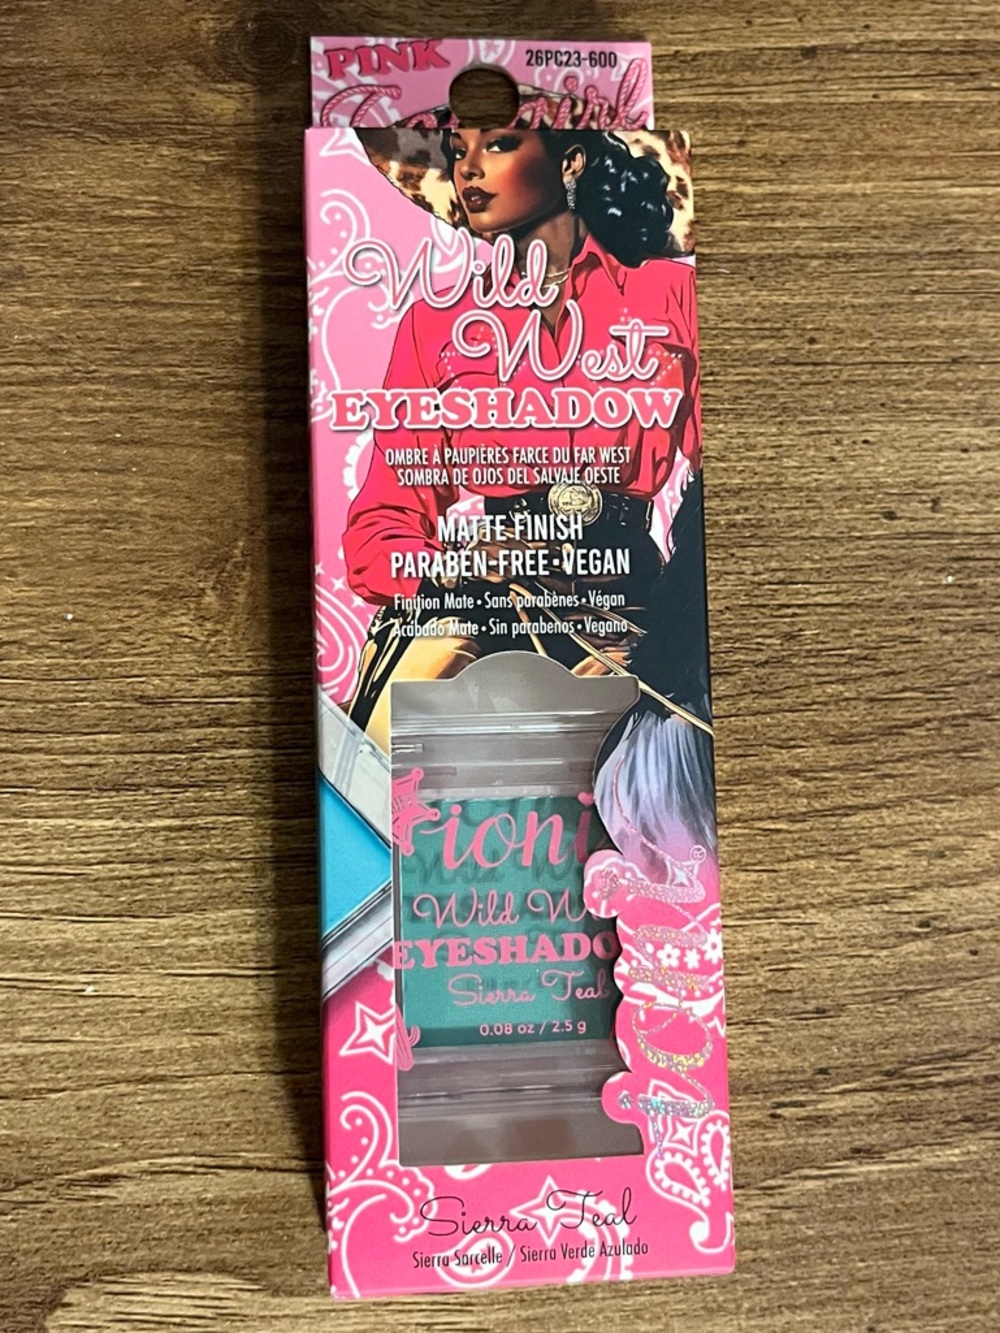 PINK
26PC23-600
Cowgirl
Wild
West
EYESHADOW
OMBRE À PAUPIÈRES FARCE DU FAR WEST
SOMBRA DE OJOS DEL SALVAJE OESTE
MATTE FINISH
PARABEN-FREE•VEGAN
Finition Mate • Sans parabènes • Végan
Acabado Mate • Sin parabenos • Vegano
ioni
Wild W
EYESHADO
Sierra Teal
0.08 oz / 2.5 g
®
Sierra Teal
Sierra Sarcelle / Sierra Verde Azulado